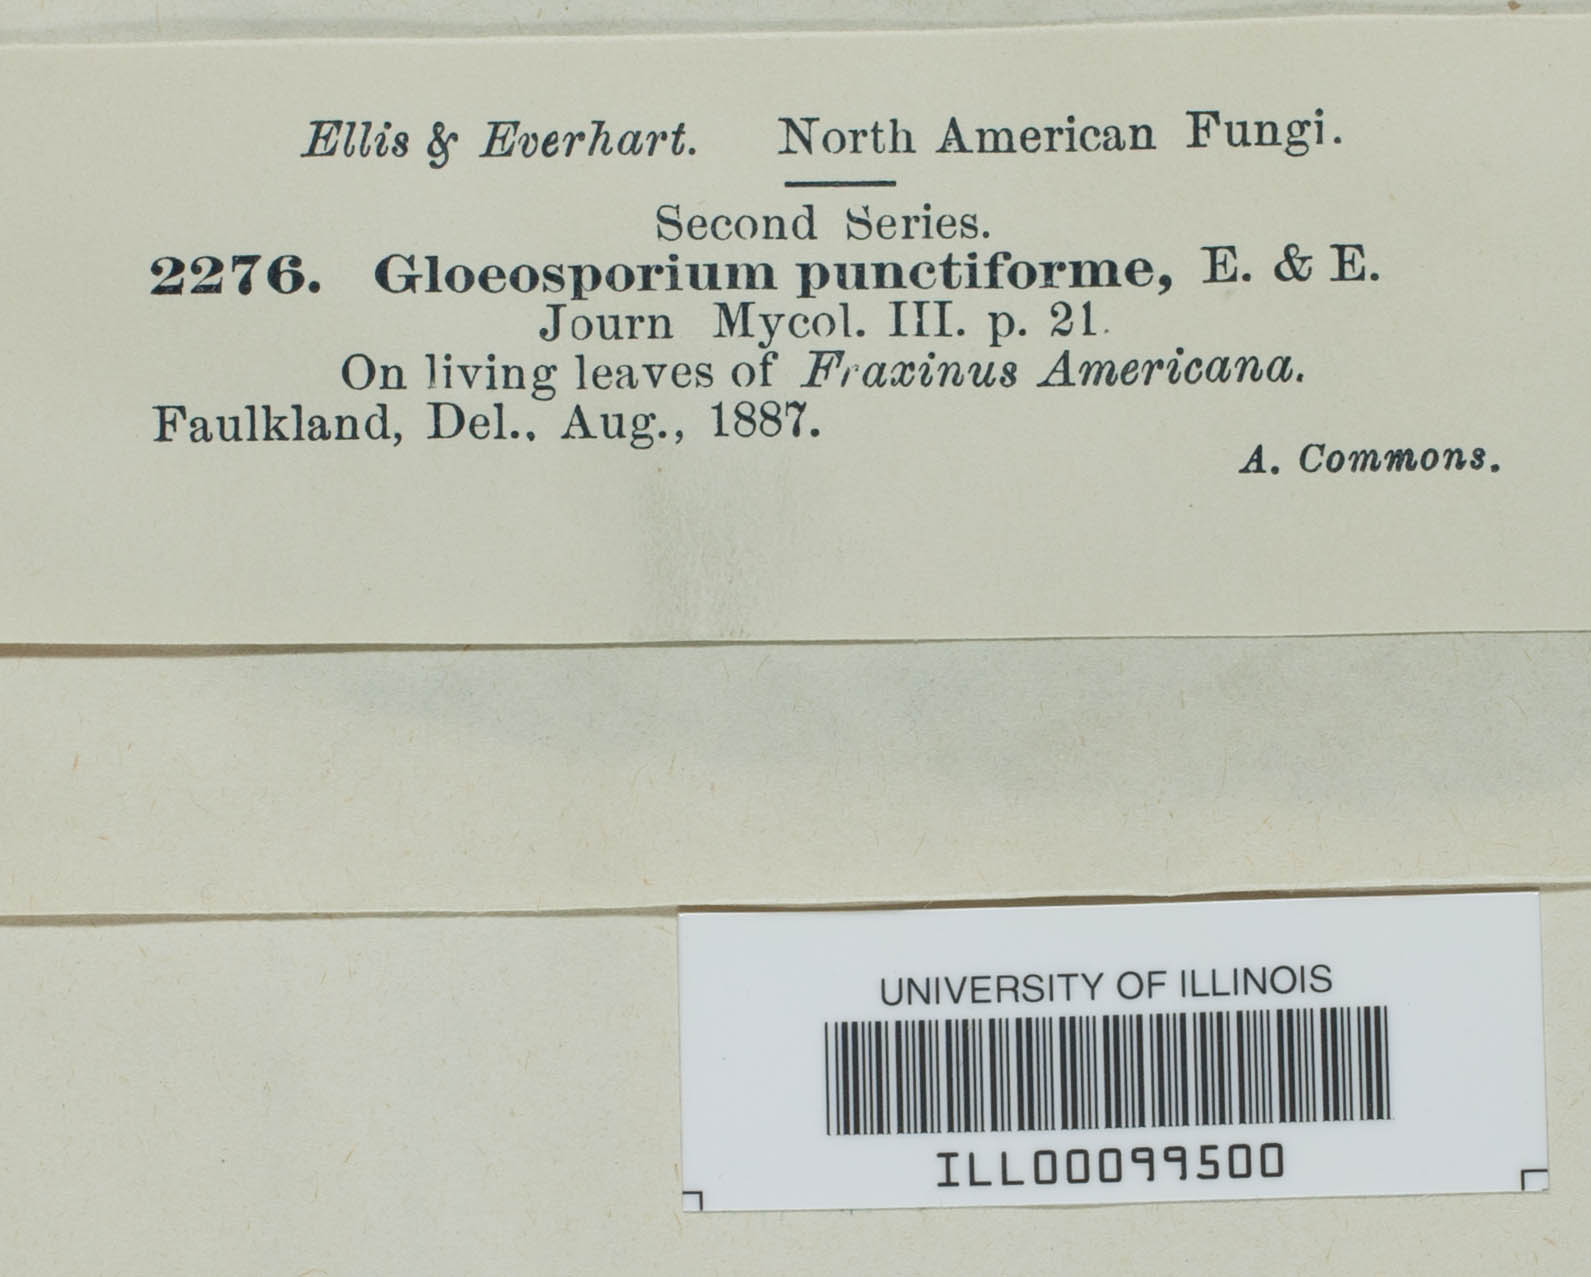 Ellis & Everhart. North American Fungi.
Second Series.
2276. Gloeosporium punctiforme, E. & E.
Journ Mycol. III. p. 21.
On living leaves of Fraxinus Americana.
Faulkland, Del., Aug., 1887.
A. Commons.
UNIVERSITY OF ILLINOIS
ILL00099500